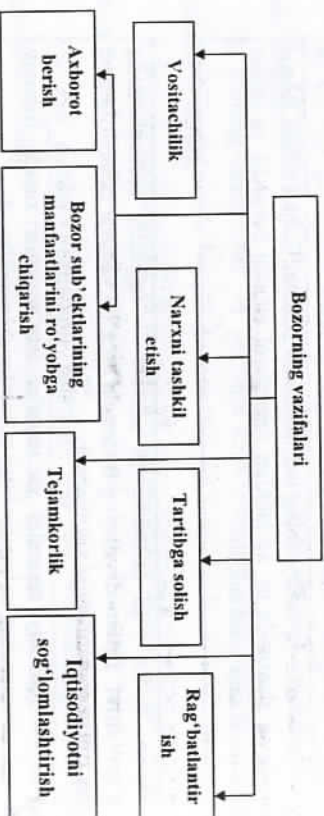 Bozorning vazifalari
Vositachilik
Narxni tashkil
etish
Tartibga solish
Rag‘batlantir
ish
Axborot
berish
Bozor sub’ektlarining
manfaatlarini ro’yobga
chiqarish
Tejamkorlik
Iqtisodiyotni
sog’lomlashtirish